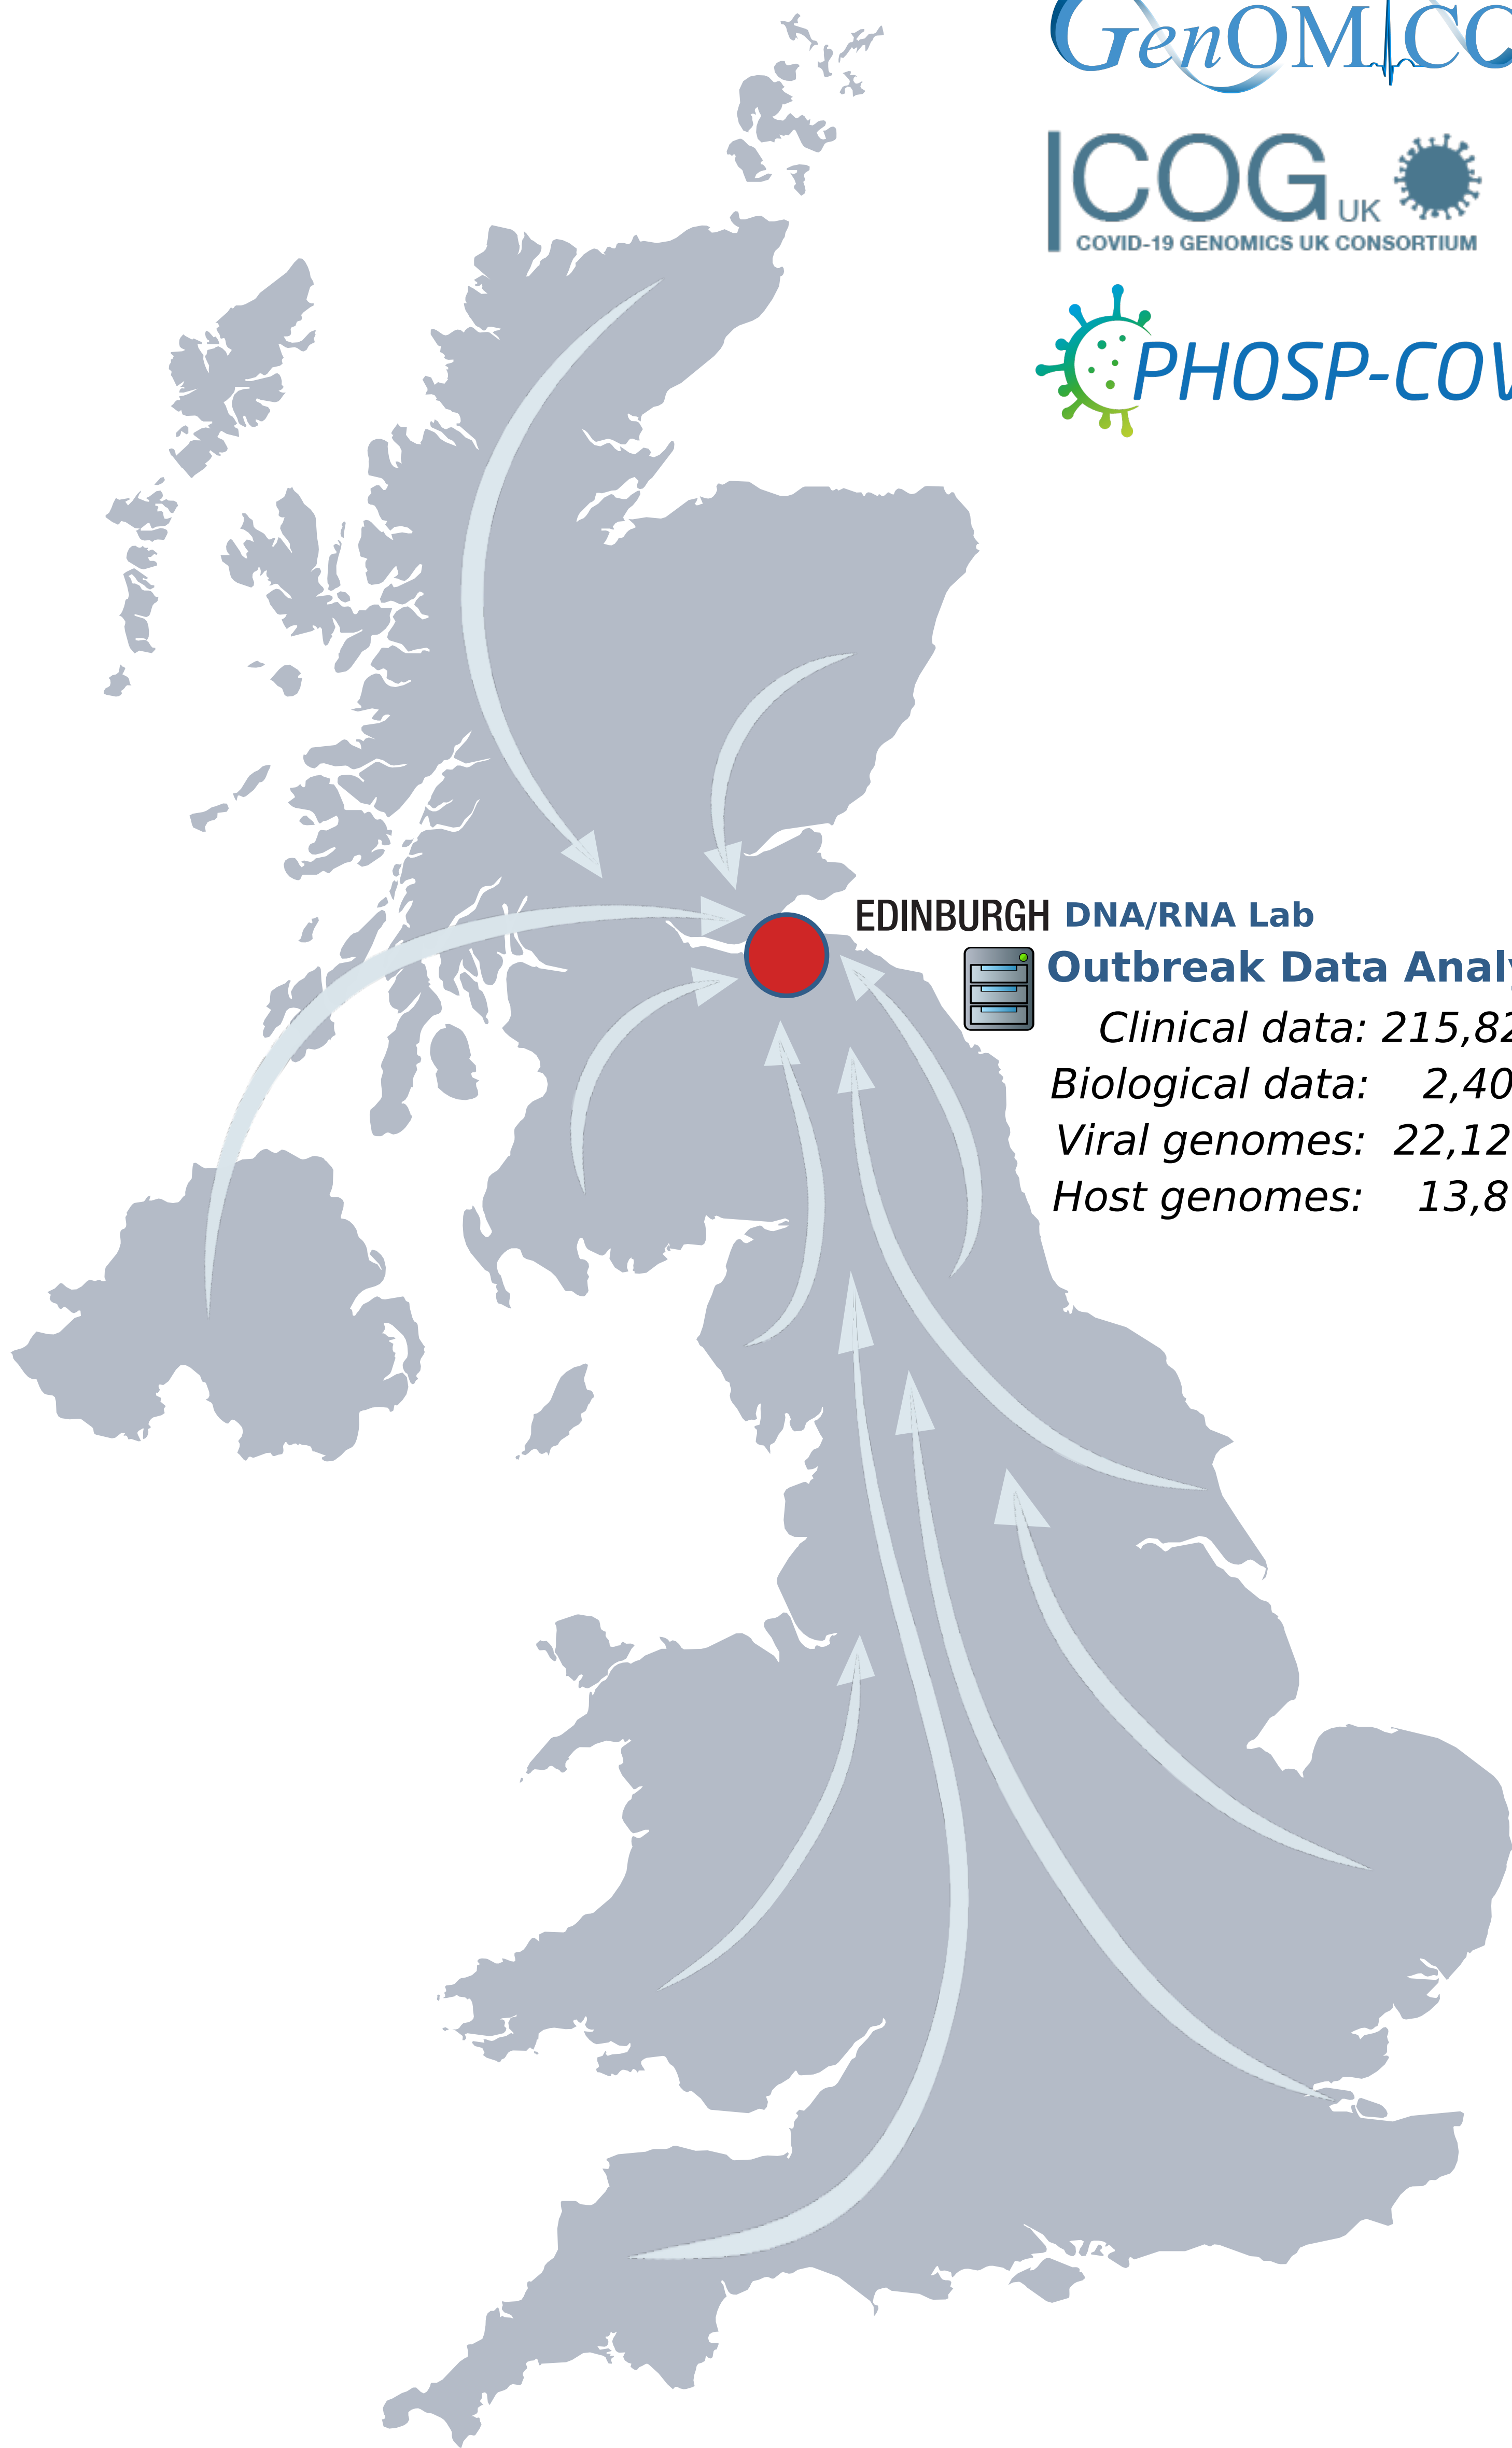 GenOMICC
COG UK
COVID-19 GENOMICS UK CONSORTIUM
PHOSP-COV
EDINBURGH DNA/RNA Lab
Outbreak Data Analy
Clinical data: 215,82
Biological data: 2,40
Viral genomes: 22,12
Host genomes: 13,8